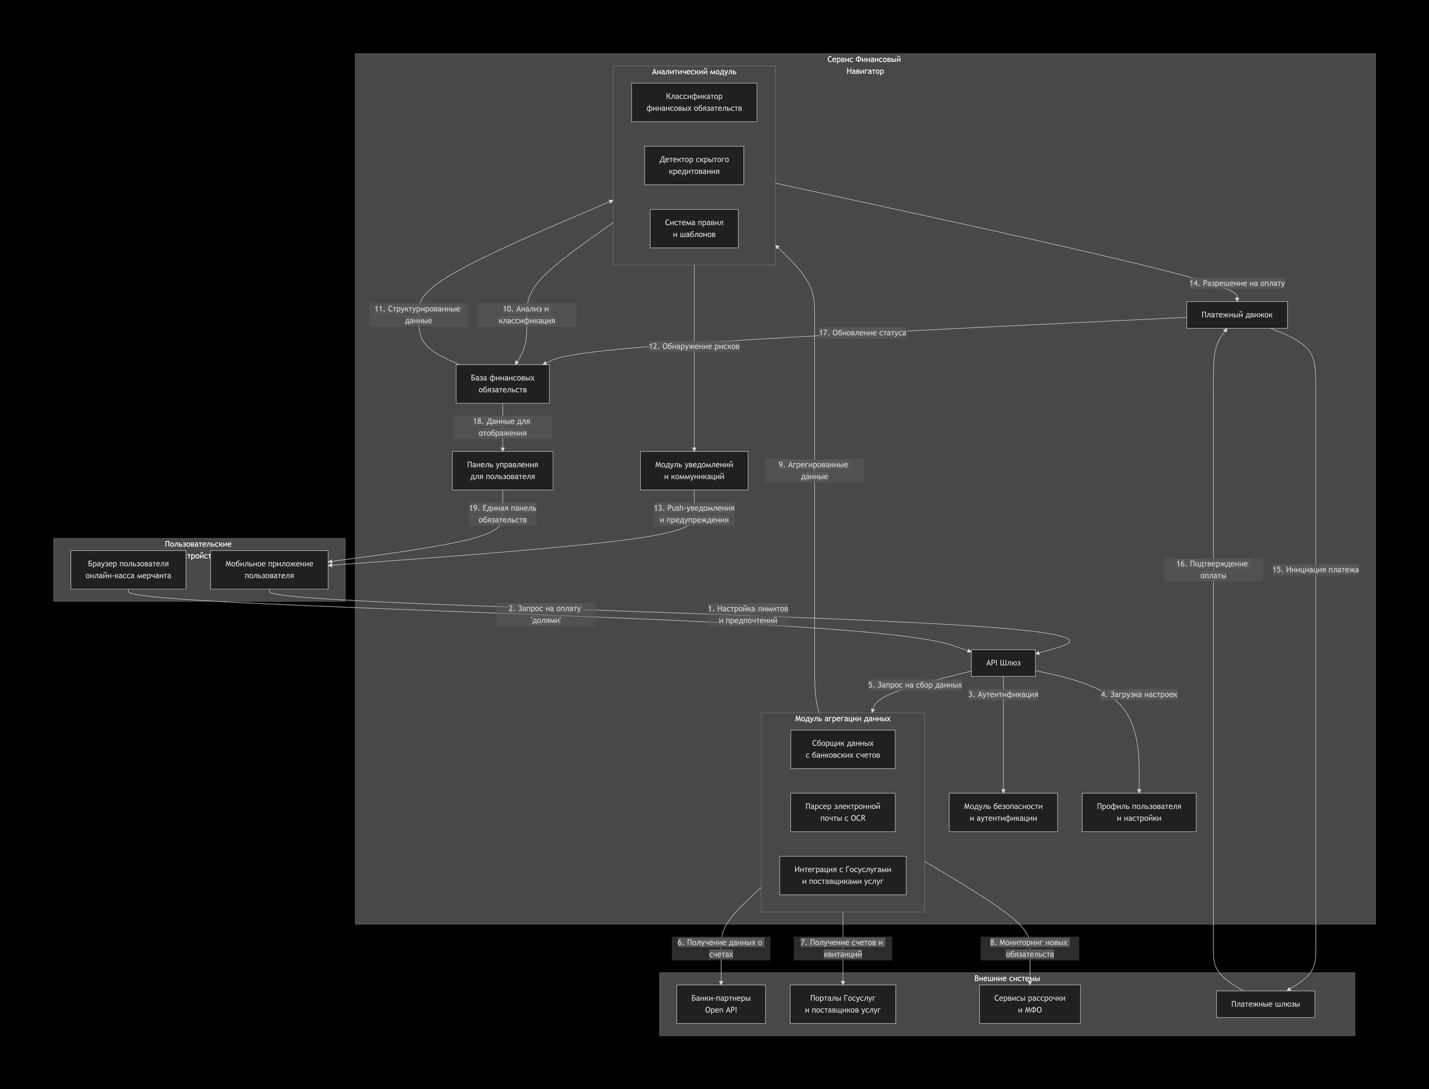 Сервис Финансовый
Навигатор
Аналитический модуль
Классификатор
финансовых обязательств
Детектор скрытого
кредитования
Система правил
и шаблонов
14. Разрешение на оплату
11. Структурированные
данные
10. Анализ и
классификация
Платежный движок
17. Обновление статуса
12. Обнаружение рисков
База финансовых
обязательств
18. Данные для
отображения
Панель управления
для пользователя
Модуль уведомлений
и коммуникаций
9. Агрегированные
данные
19. Единая панель
обязательств
13. Push-уведомления
и предупреждения
Пользовательские
Браузер пользователя
онлайн-касса мерчанта
Мобильное приложение
пользователя
16. Подтверждение
оплаты
15. Инициация платежа
2. Запрос на оплату
'долями'
1. Настройка лимитов
и предпочтений
API Шлюз
5. Запрос на сбор данных
3. Аутентификация
4. Загрузка настроек
Модуль агрегации данных
Сборщик данных
с банковских счетов
Парсер электронной
почты с OCR
Модуль безопасности
и аутентификации
Профиль пользователя
и настройки
Интеграция с Госуслугами
и поставщиками услуг
6. Получение данных о
счетах
7. Получение счетов и
квитанций
8. Мониторинг новых
обязательств
Внешние системы
Банки-партнеры
Open API
Порталы Госуслуг
и поставщиков услуг
Сервисы рассрочки
и МФО
Платежные шлюзы